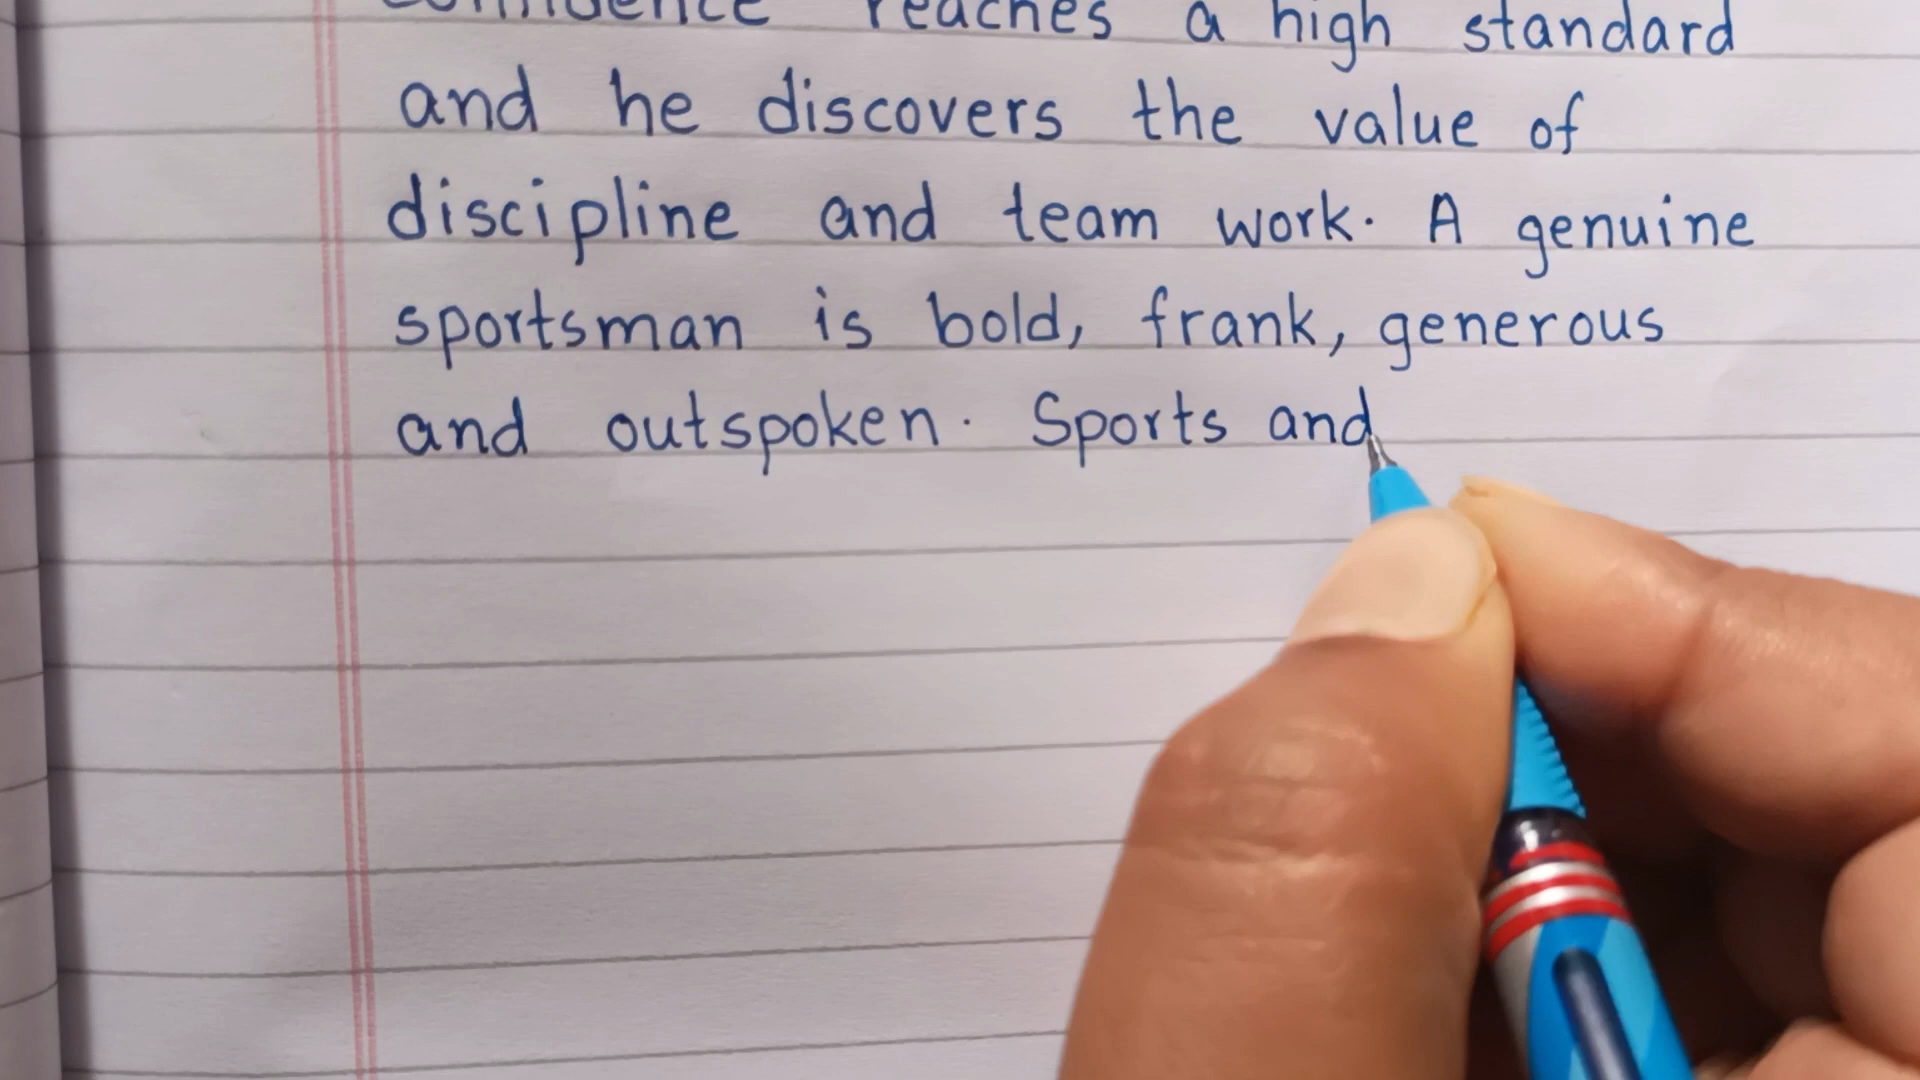 confidence reaches a high standard
and he discovers the value of
discipline and team work. A genuine
sportsman is bold, frank, generous
and outspoken. Sports and